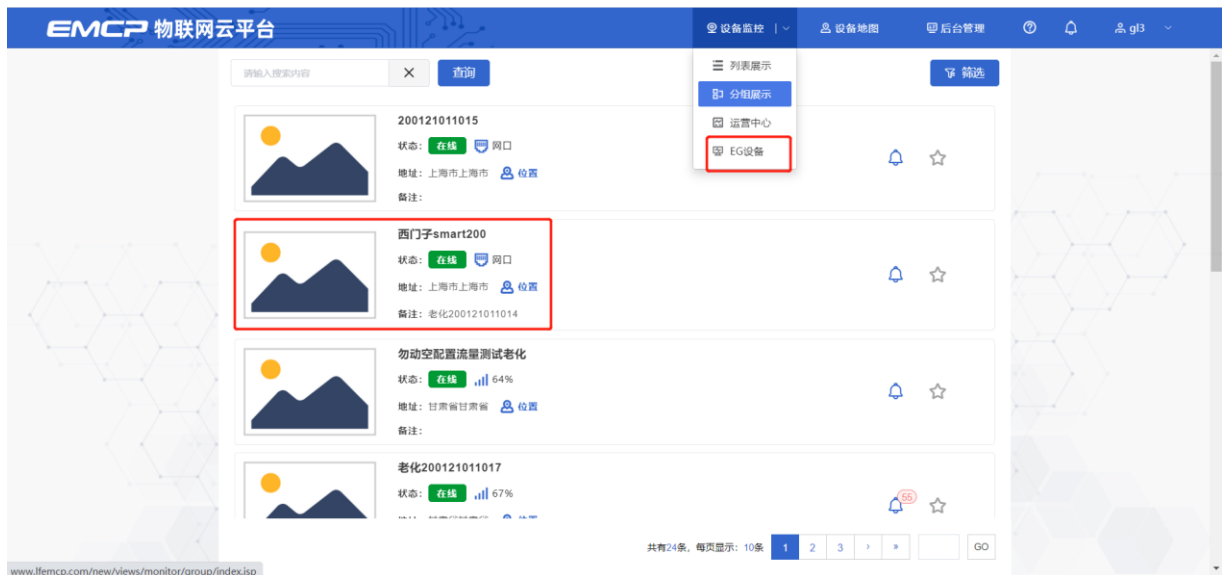 EMCP 物联网云平台
设备监控
设备地图
后台管理
gl3
请输入搜索内容
查询
列表展示
分组展示
运营中心
EG设备
筛选
200121011015
状态: 在线 网口
地址: 上海市上海市 位置
备注:
西门子smart200
状态: 在线 网口
地址: 上海市上海市 位置
备注: 老化200121011014
勿动空配置流量测试老化
状态: 在线 64%
地址: 甘肃省甘肃省 位置
备注:
老化200121011017
状态: 在线 67%
55
共有24条, 每页显示: 10条 1 2 3 › » GO
www.lfemcp.com/new/views/monitor/group/index.jsp